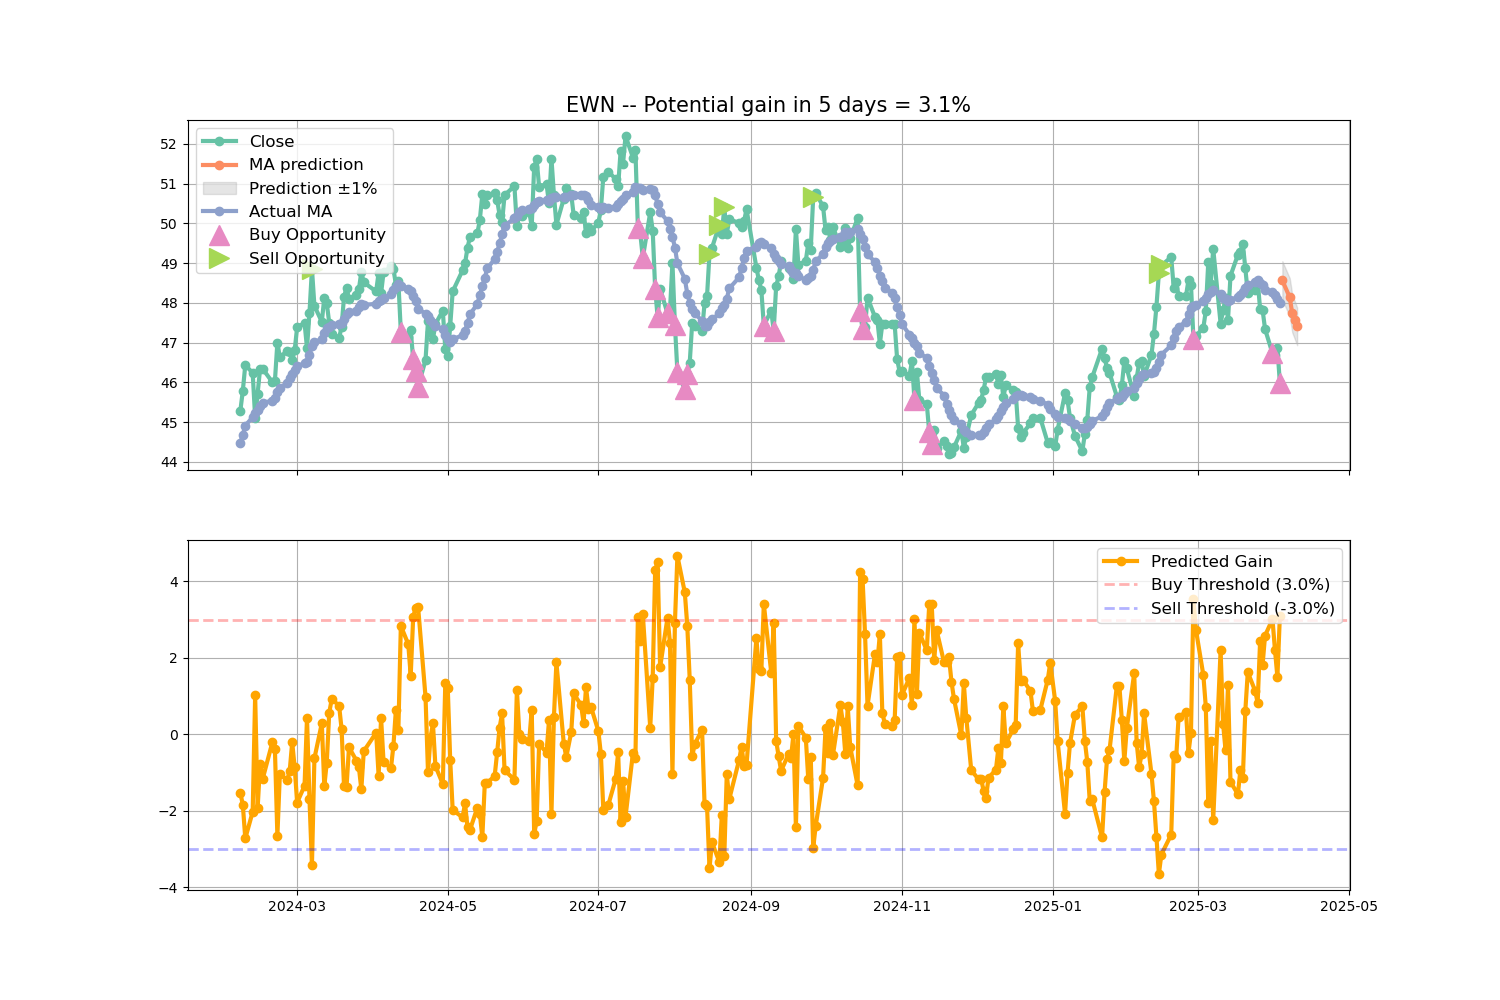 EWN -- Potential gain in 5 days = 3.1%
52
51
50
49
48
47
46
45
44
Close
MA prediction
Prediction ±1%
Actual MA
Buy Opportunity
Sell Opportunity
4
2
0
−2
−4
Predicted Gain
Buy Threshold (3.0%)
Sell Threshold (-3.0%)
2024-03 2024-05 2024-07 2024-09 2024-11 2025-01 2025-03 2025-05